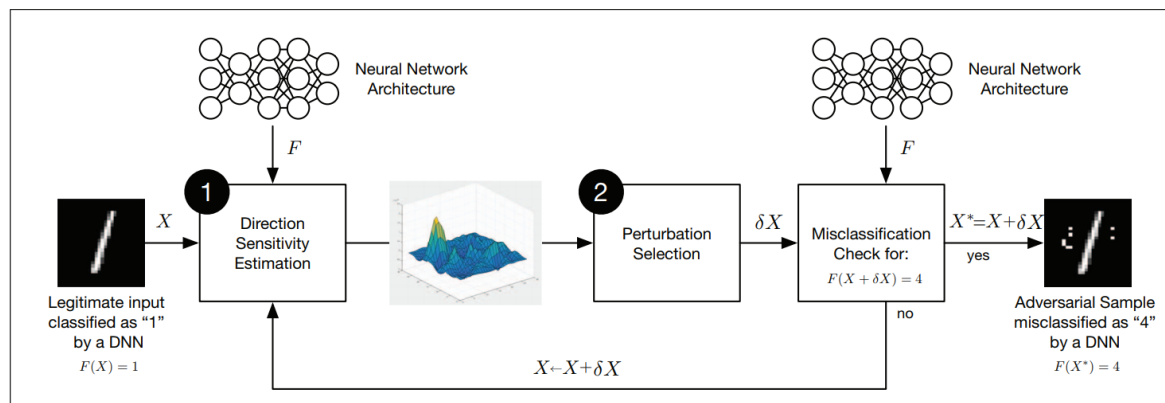 Neural Network
Architecture
Neural Network
Architecture
F
F
1
2
X
Direction
Sensitivity
Estimation
Perturbation
Selection
δX
Misclassification
Check for:
F(X + δX) = 4
X*=X+δX
yes
no
Legitimate input
classified as “1”
by a DNN
F(X) = 1
Adversarial Sample
misclassified as “4”
by a DNN
F(X*) = 4
X←X+δX